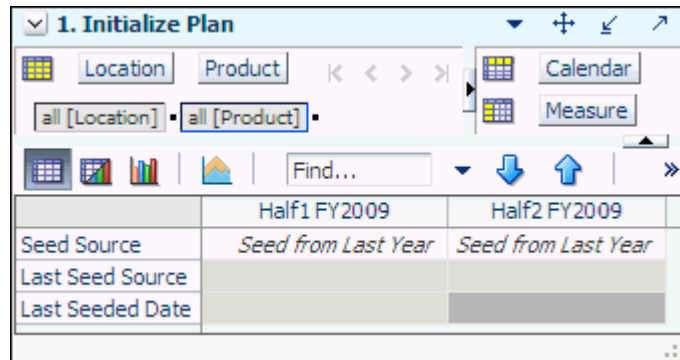 1. Initialize Plan
Location Product Calendar
all [Location] all [Product] Measure
Find...
Half1 FY2009 Half2 FY2009
Seed Source Seed from Last Year Seed from Last Year
Last Seed Source
Last Seeded Date